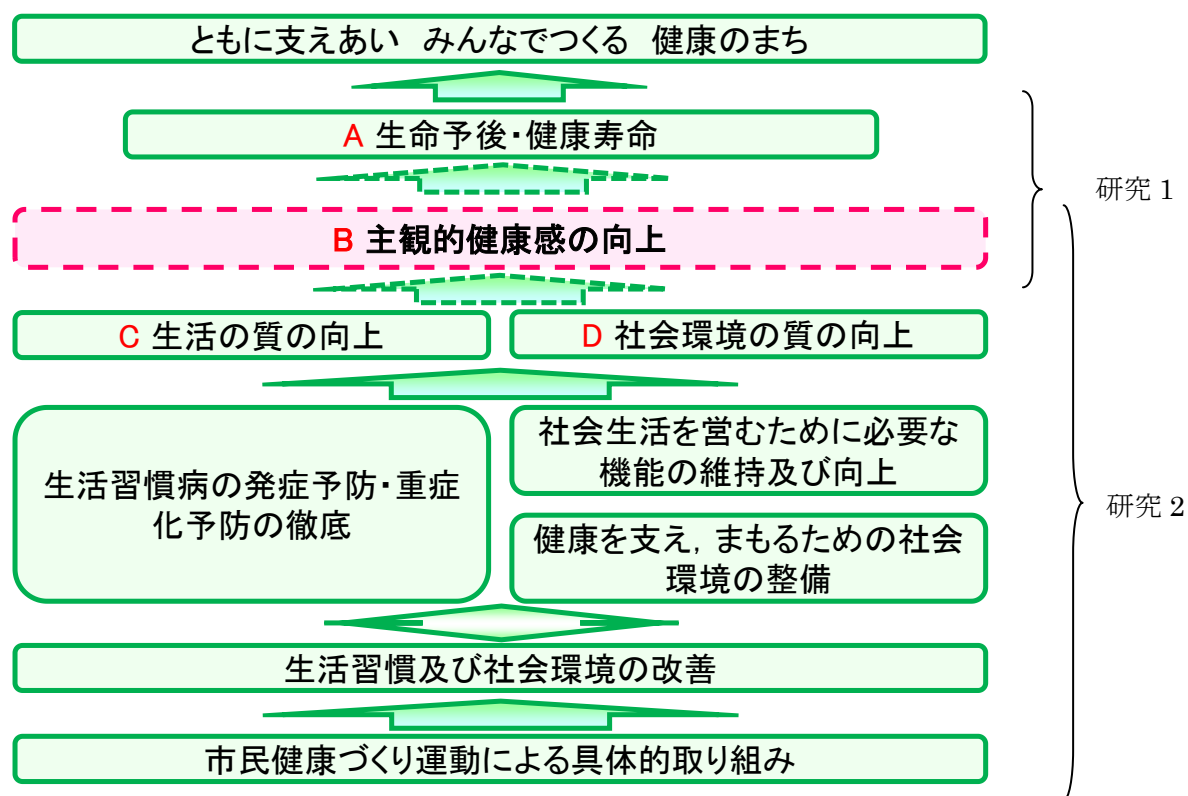 ともに支えあい　みんなでつくる　健康のまち
A 生命予後・健康寿命
研究 1
B 主観的健康感の向上
C 生活の質の向上
D 社会環境の質の向上
生活習慣病の発症予防・重症
化予防の徹底
社会生活を営むために必要な
機能の維持及び向上
健康を支え，まもるための社会
環境の整備
研究 2
生活習慣及び社会環境の改善
市民健康づくり運動による具体的取り組み